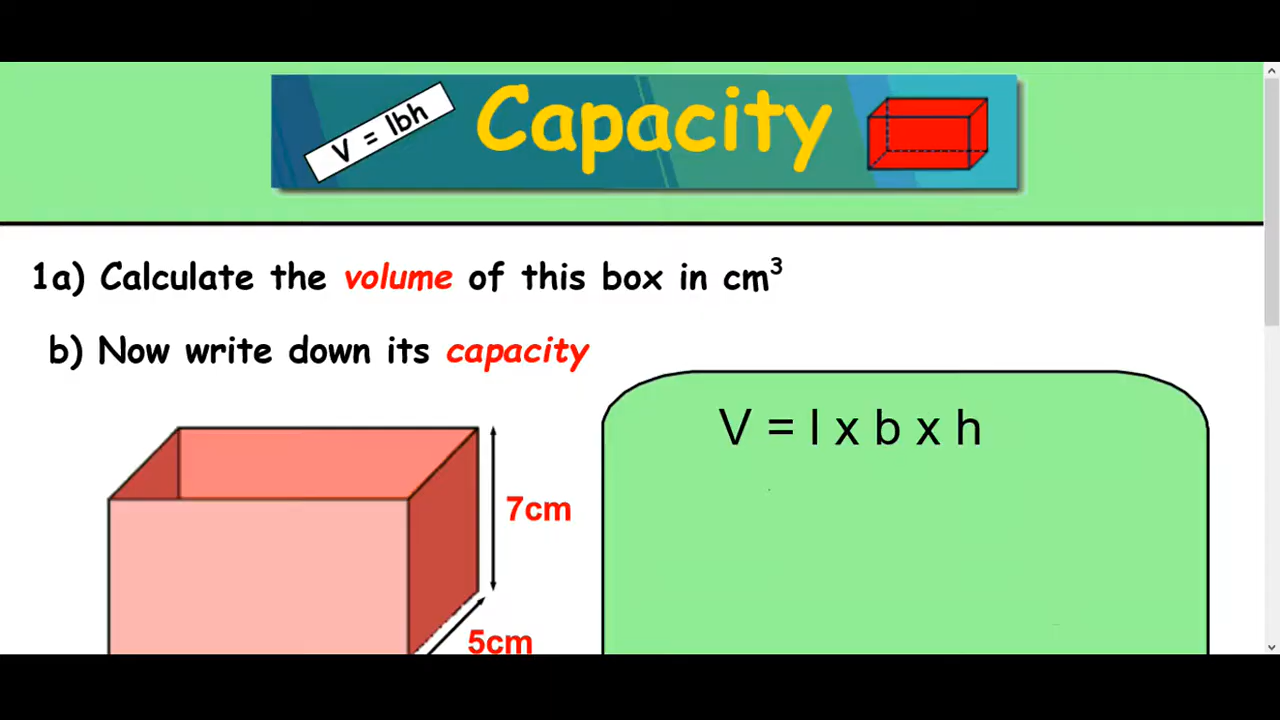 V = lbh
Capacity
1a) Calculate the volume of this box in cm³
b) Now write down its capacity
V = l x b x h
7cm
5cm